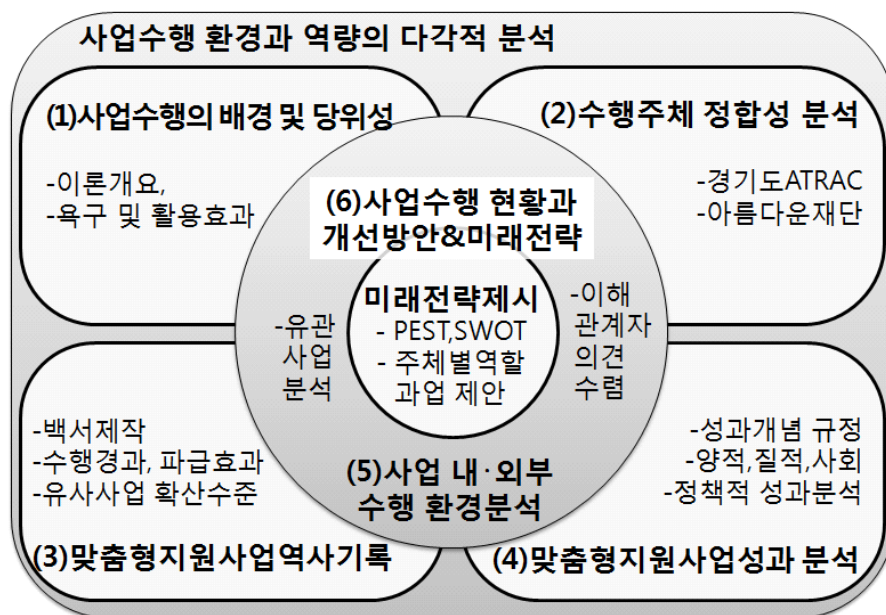 사업수행 환경과 역량의 다각적 분석
(1)사업수행의 배경 및 당위성
-이론개요,
-욕구 및 활용효과
(2)수행주체 정합성 분석
-경기도ATRAC
-아름다운재단
(6)사업수행 현황과
개선방안&미래전략
미래전략제시
- PEST,SWOT
- 주체별역할
과업 제안
-유관
사업
분석
-이해
관계자
의견
수렴
(5)사업 내·외부
수행 환경분석
-백서제작
-수행경과, 파급효과
-유사사업 확산수준
(3)맞춤형지원사업역사기록
-성과개념 규정
-양적,질적,사회
-정책적 성과분석
(4)맞춤형지원사업성과 분석